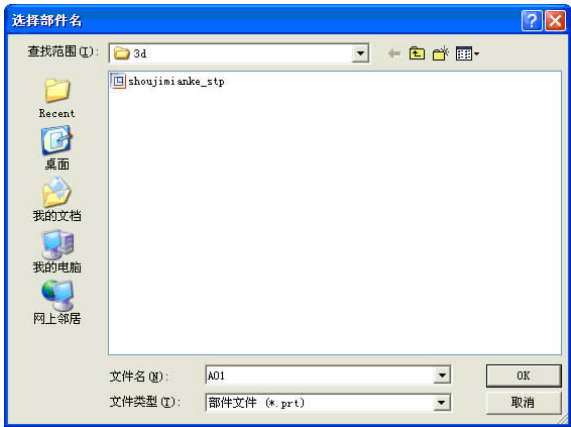 选择部件名
查找范围(I):
3d
shoujimianke_stp
Recent
桌面
我的文档
我的电脑
网上邻居
文件名(N):
A01
OK
文件类型(T):
部件文件 (*.prt)
取消